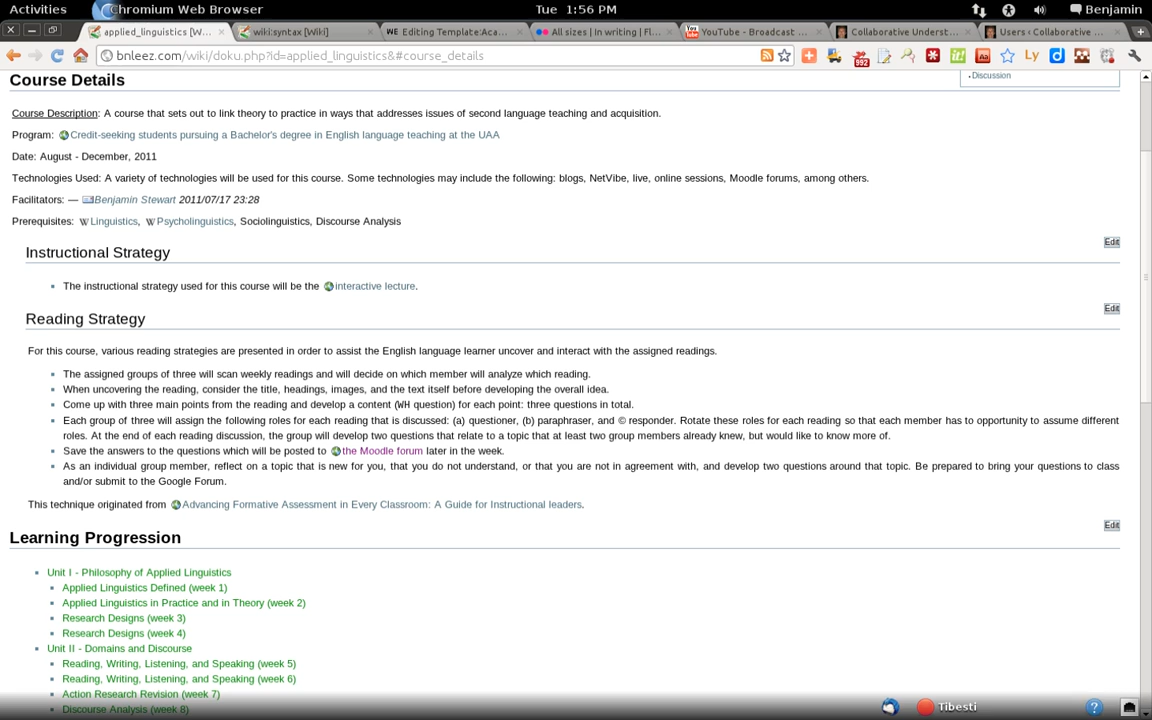 Activities
Chromium Web Browser
Tue 1:56 PM
Benjamin
applied_linguistics [W...
wiki:syntax [Wiki]
WE Editing Template:Aca...
All sizes | In writing | Fl...
YouTube - Broadcast ...
Collaborative Underst...
Users ‹ Collaborative ...
bnleez.com/wiki/doku.php?id=applied_linguistics&#course_details
992
it!
Aa
Ly
d
Course Details
Discussion
Course Description: A course that sets out to link theory to practice in ways that addresses issues of second language teaching and acquisition.
Program: Credit-seeking students pursuing a Bachelor's degree in English language teaching at the UAA
Date: August - December, 2011
Technologies Used: A variety of technologies will be used for this course. Some technologies may include the following: blogs, NetVibe, live, online sessions, Moodle forums, among others.
Facilitators: — Benjamin Stewart 2011/07/17 23:28
Prerequisites: W Linguistics, W Psycholinguistics, Sociolinguistics, Discourse Analysis
Edit
Instructional Strategy
The instructional strategy used for this course will be the interactive lecture.
Edit
Reading Strategy
For this course, various reading strategies are presented in order to assist the English language learner uncover and interact with the assigned readings.
The assigned groups of three will scan weekly readings and will decide on which member will analyze which reading.
When uncovering the reading, consider the title, headings, images, and the text itself before developing the overall idea.
Come up with three main points from the reading and develop a content (WH question) for each point: three questions in total.
Each group of three will assign the following roles for each reading that is discussed: (a) questioner, (b) paraphraser, and © responder. Rotate these roles for each reading so that each member has to opportunity to assume different
roles. At the end of each reading discussion, the group will develop two questions that relate to a topic that at least two group members already knew, but would like to know more of.
Save the answers to the questions which will be posted to the Moodle forum later in the week.
As an individual group member, reflect on a topic that is new for you, that you do not understand, or that you are not in agreement with, and develop two questions around that topic. Be prepared to bring your questions to class
and/or submit to the Google Forum.
This technique originated from Advancing Formative Assessment in Every Classroom: A Guide for Instructional leaders.
Edit
Learning Progression
Unit I - Philosophy of Applied Linguistics
Applied Linguistics Defined (week 1)
Applied Linguistics in Practice and in Theory (week 2)
Research Designs (week 3)
Research Designs (week 4)
Unit II - Domains and Discourse
Reading, Writing, Listening, and Speaking (week 5)
Reading, Writing, Listening, and Speaking (week 6)
Action Research Revision (week 7)
Discourse Analysis (week 8)
Tibesti